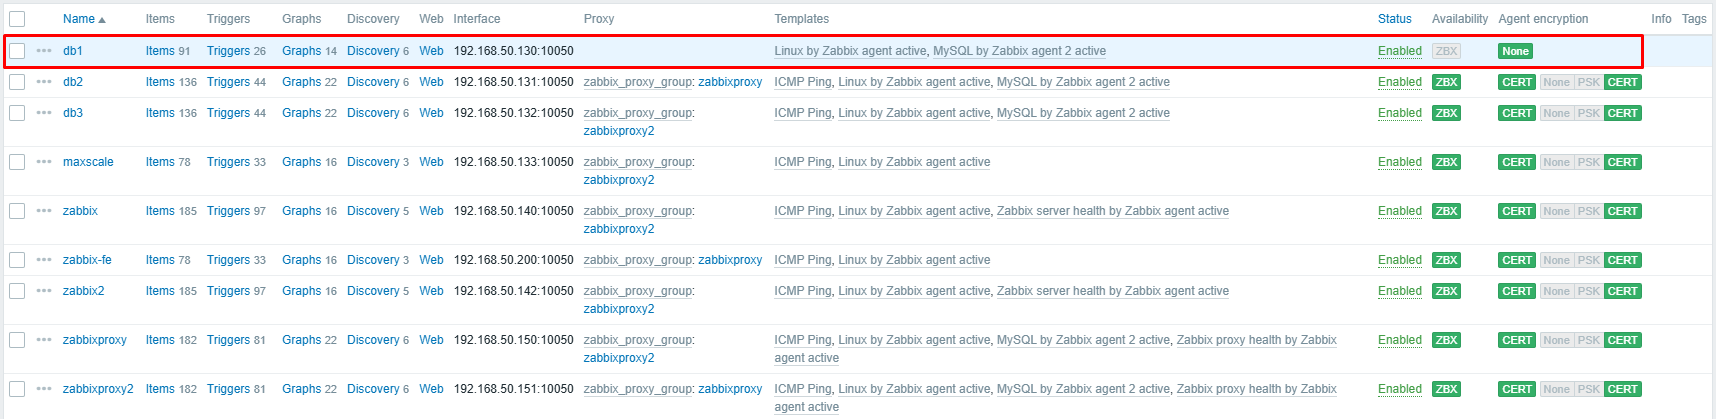 Name Items Triggers Graphs Discovery Web Interface Proxy Templates Status Availability Agent encryption Info Tags
db1 Items 91 Triggers 26 Graphs 14 Discovery 6 Web 192.168.50.130:10050 Linux by Zabbix agent active, MySQL by Zabbix agent 2 active Enabled ZBX None
db2 Items 136 Triggers 44 Graphs 22 Discovery 6 Web 192.168.50.131:10050 zabbix_proxy_group: zabbixproxy ICMP Ping, Linux by Zabbix agent active, MySQL by Zabbix agent 2 active Enabled ZBX CERT None PSK CERT
db3 Items 136 Triggers 44 Graphs 22 Discovery 6 Web 192.168.50.132:10050 zabbix_proxy_group: ICMP Ping, Linux by Zabbix agent active, MySQL by Zabbix agent 2 active Enabled ZBX CERT None PSK CERT
zabbixproxy2
maxscale Items 78 Triggers 33 Graphs 16 Discovery 3 Web 192.168.50.133:10050 zabbix_proxy_group: ICMP Ping, Linux by Zabbix agent active Enabled ZBX CERT None PSK CERT
zabbixproxy2
zabbix Items 185 Triggers 97 Graphs 16 Discovery 5 Web 192.168.50.140:10050 zabbix_proxy_group: ICMP Ping, Linux by Zabbix agent active, Zabbix server health by Zabbix agent active Enabled ZBX CERT None PSK CERT
zabbixproxy2
zabbix-fe Items 78 Triggers 33 Graphs 16 Discovery 3 Web 192.168.50.200:10050 zabbix_proxy_group: zabbixproxy ICMP Ping, Linux by Zabbix agent active Enabled ZBX CERT None PSK CERT
zabbix2 Items 185 Triggers 97 Graphs 16 Discovery 5 Web 192.168.50.142:10050 zabbix_proxy_group: ICMP Ping, Linux by Zabbix agent active, Zabbix server health by Zabbix agent active Enabled ZBX CERT None PSK CERT
zabbixproxy2
zabbixproxy Items 182 Triggers 81 Graphs 22 Discovery 6 Web 192.168.50.150:10050 zabbix_proxy_group: ICMP Ping, Linux by Zabbix agent active, MySQL by Zabbix agent 2 active, Zabbix proxy health by Zabbix Enabled ZBX CERT None PSK CERT
zabbixproxy2 agent active
zabbixproxy2 Items 182 Triggers 81 Graphs 22 Discovery 6 Web 192.168.50.151:10050 zabbix_proxy_group: zabbixproxy ICMP Ping, Linux by Zabbix agent active, MySQL by Zabbix agent 2 active, Zabbix proxy health by Zabbix Enabled ZBX CERT None PSK CERT
agent active